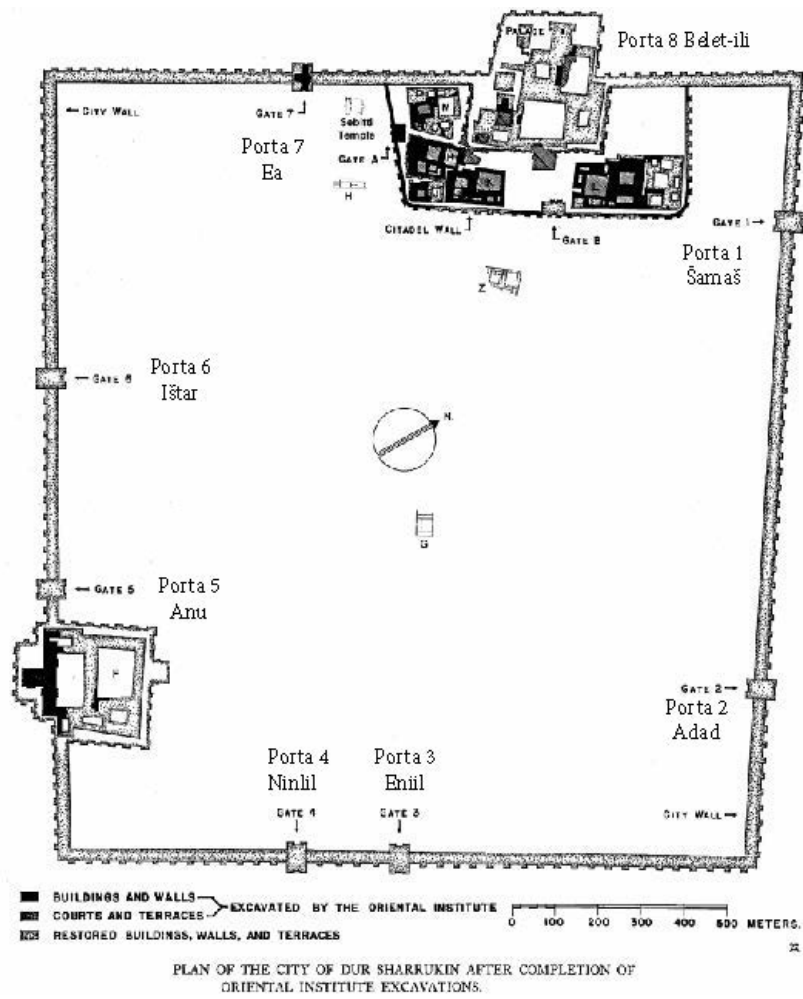 PALACE
Porta 8 Belet-ili
CITY WALL
GATE 7
Porta 7
Ea
Sebitti
Temple
GATE A
H
M
K
CITADEL WALL
GATE B
Z
GATE 1
Porta 1
Šamaš
Porta 6
Ištar
GATE 6
N.
G
GATE 5
Porta 5
Anu
F
GATE 2
Porta 2
Adad
Porta 4
Ninlil
Porta 3
Eniil
GATE 4
GATE 3
CITY WALL
BUILDINGS AND WALLS
COURTS AND TERRACES
EXCAVATED BY THE ORIENTAL INSTITUTE
RESTORED BUILDINGS, WALLS, AND TERRACES
0 100 200 300 400 500 METERS.
PLAN OF THE CITY OF DUR SHARRUKIN AFTER COMPLETION OF
ORIENTAL INSTITUTE EXCAVATIONS.